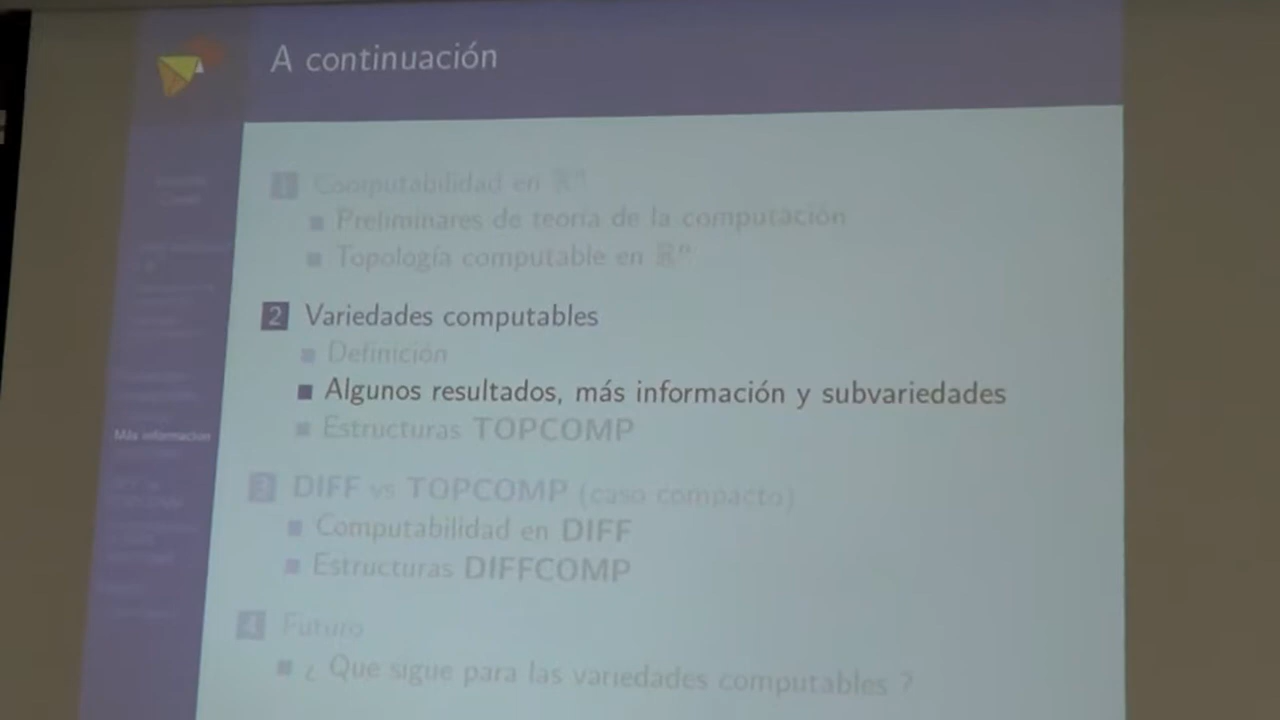 A continuación
1 Computabilidad en ℝⁿ
Preliminares de teoría de la computación
Topología computable en ℝⁿ
2 Variedades computables
Definición
Algunos resultados, más información y subvariedades
Más información
Estructuras TOPCOMP
3 DIFF vs TOPCOMP (caso compacto)
Computabilidad en DIFF
Estructuras DIFFCOMP
4 Futuro
¿ Que sigue para las variedades computables ?